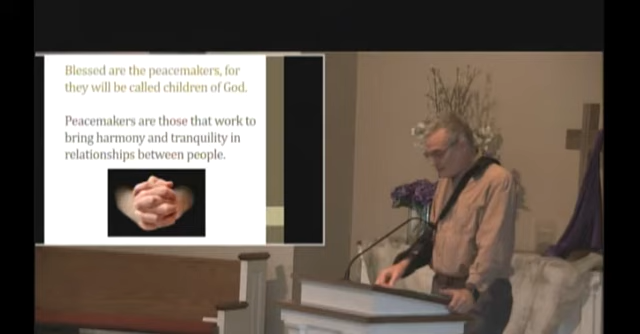 Blessed are the peacemakers, for
they will be called children of God.
Peacemakers are those that work to
bring harmony and tranquility in
relationships between people.